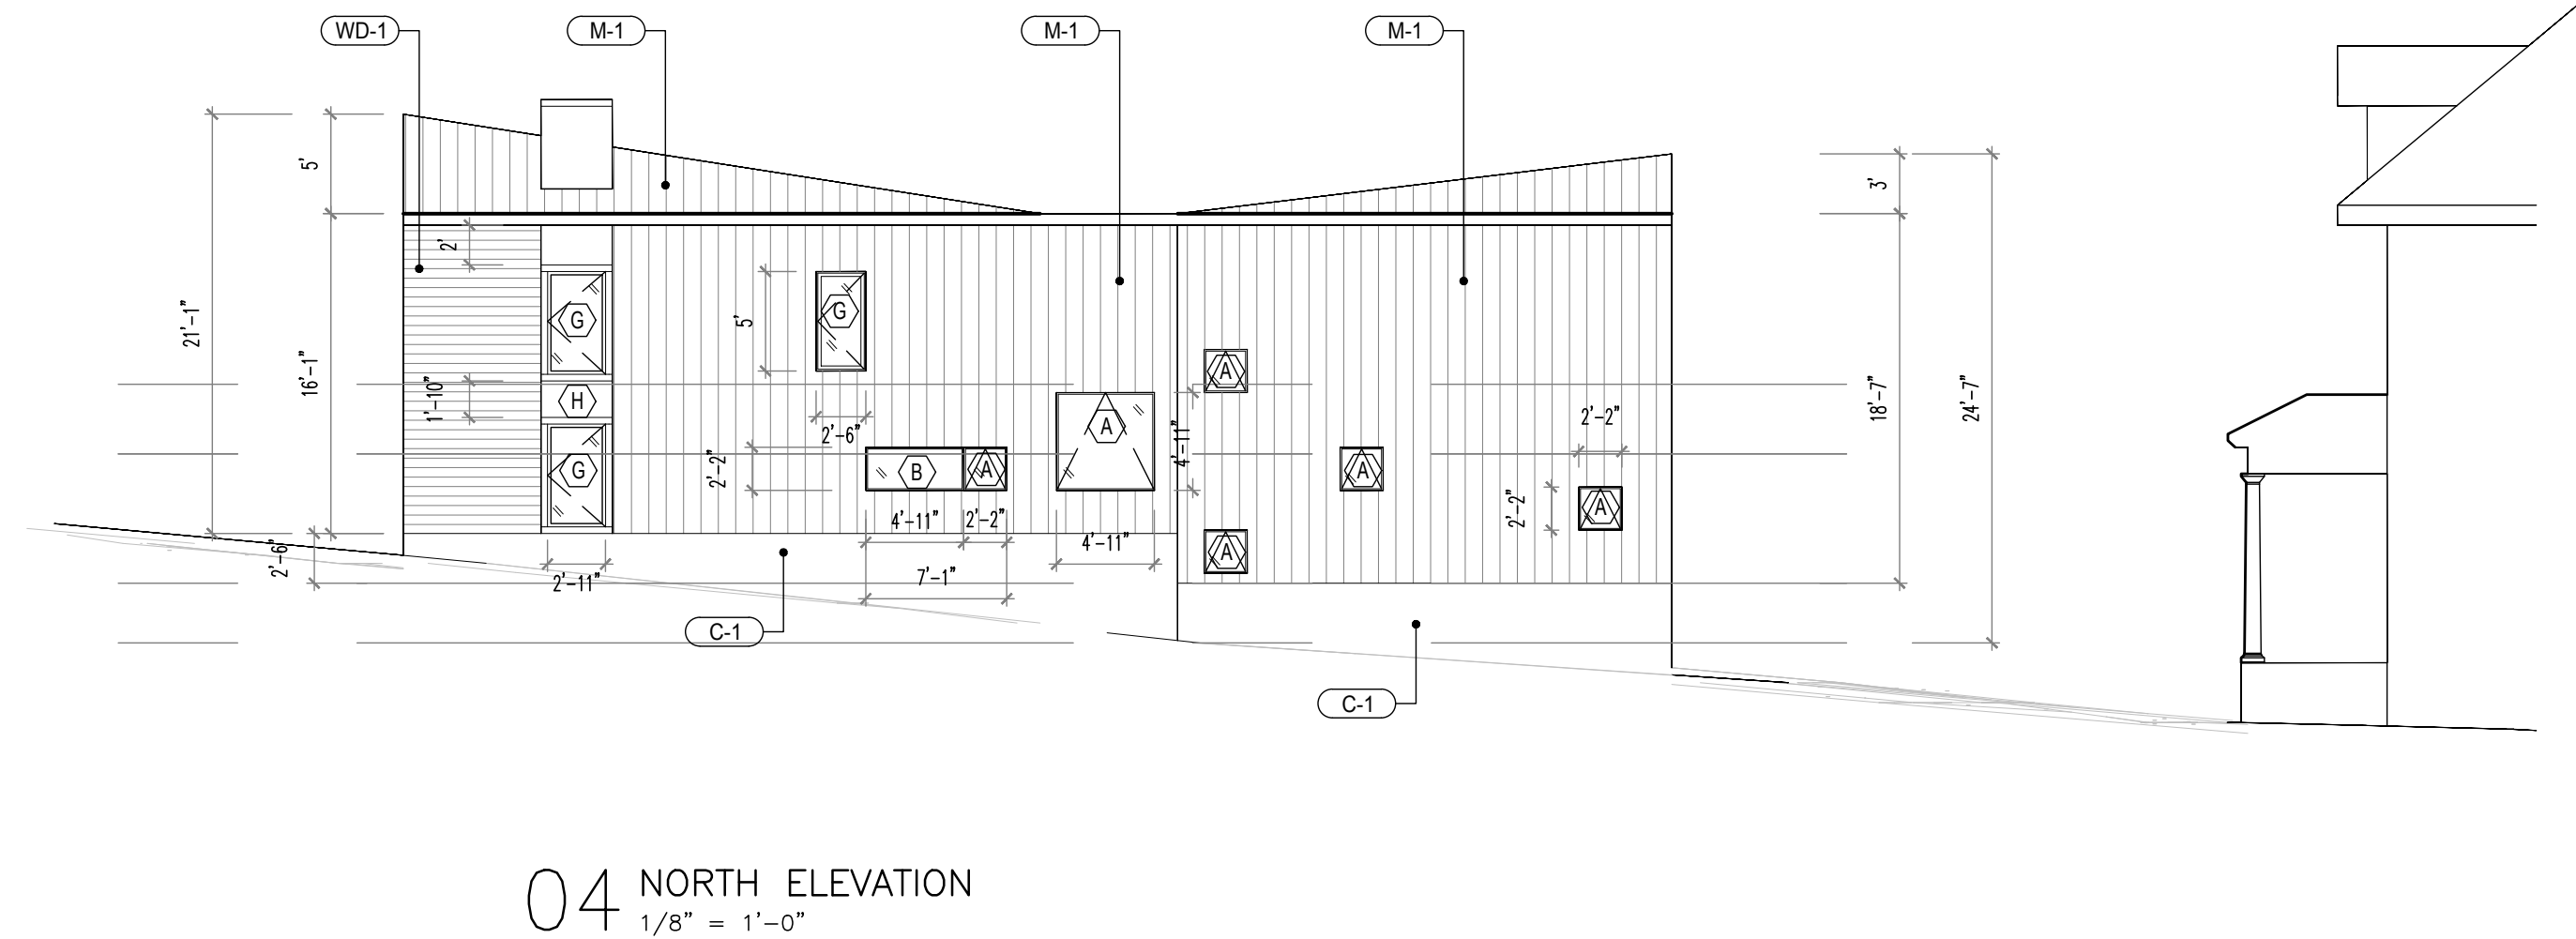 WD-1 M-1 M-1 M-1
5' 3'
2'
21'-1" 16'-1" 5' 18'-7" 24'-7"
G G A
1'-10" H 2'-6" A 4'-11" 2'-2"
G 2'-2" B A A 2'-2" A
4'-11" 2'-2" 4'-11" A
2'-6" 2'-11" 7'-1"
C-1 C-1
04 NORTH ELEVATION
1/8" = 1'-0"